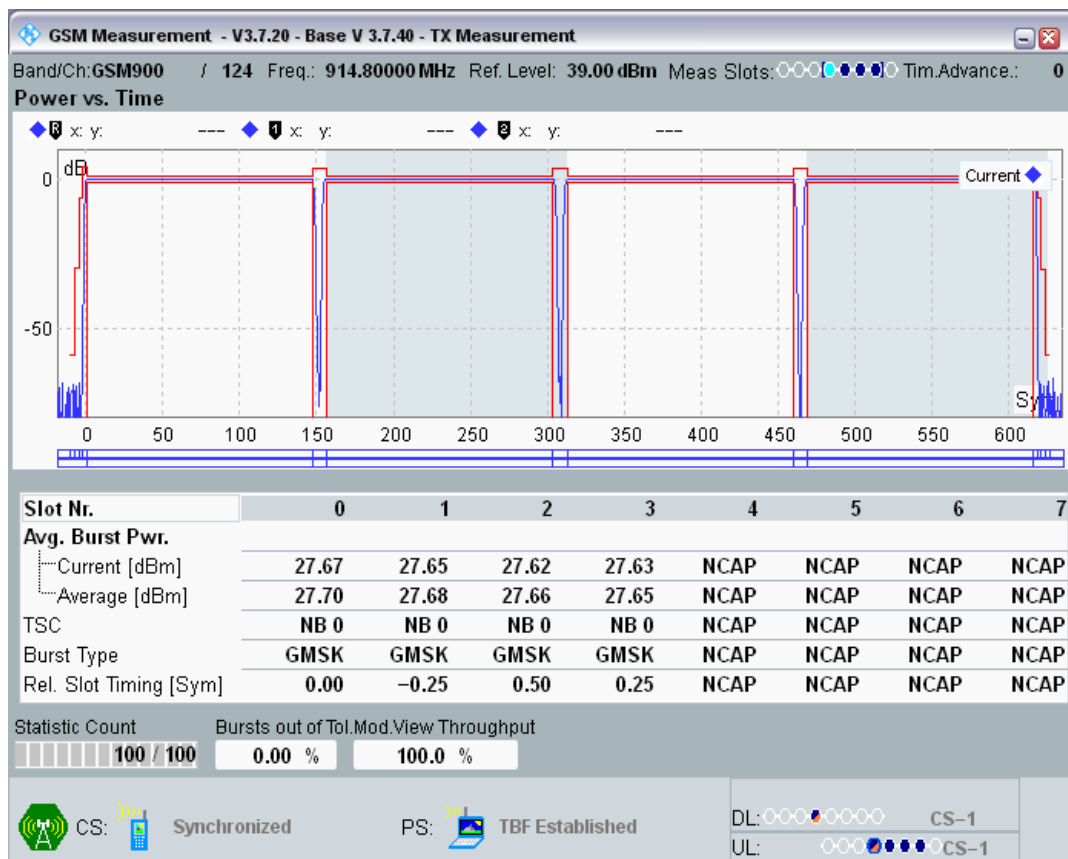 GSM Measurement - V3.7.20 - Base V 3.7.40 - TX Measurement
Band/Ch:GSM900 / 124 Freq.: 914.80000 MHz Ref. Level: 39.00 dBm Meas Slots: Tim.Advance.: 0
Power vs. Time
R x: y: --- 1 x: y: --- 2 x: y: ---
dB
Current
0
-50
Sy
0 50 100 150 200 250 300 350 400 450 500 550 600
Slot Nr. 0 1 2 3 4 5 6 7
Avg. Burst Pwr.
Current [dBm] 27.67 27.65 27.62 27.63 NCAP NCAP NCAP NCAP
Average [dBm] 27.70 27.68 27.66 27.65 NCAP NCAP NCAP NCAP
TSC NB 0 NB 0 NB 0 NB 0 NCAP NCAP NCAP NCAP
Burst Type GMSK GMSK GMSK GMSK NCAP NCAP NCAP NCAP
Rel. Slot Timing [Sym] 0.00 −0.25 0.50 0.25 NCAP NCAP NCAP NCAP
Statistic Count Bursts out of Tol.Mod.View Throughput
100 / 100 0.00 % 100.0 %
CS: Synchronized PS: TBF Established
DL: CS−1
UL: CS−1